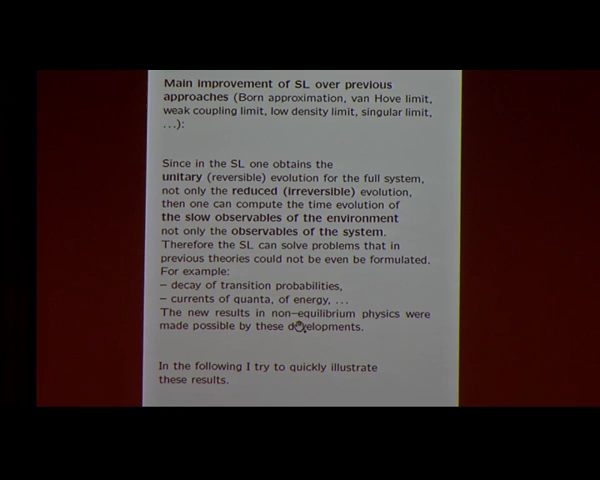 Main improvement of SL over previous
approaches (Born approximation, van Hove limit,
weak coupling limit, low density limit, singular limit,
...):
Since in the SL one obtains the
unitary (reversible) evolution for the full system,
not only the reduced (irreversible) evolution,
then one can compute the time evolution of
the slow observables of the environment
not only the observables of the system.
Therefore the SL can solve problems that in
previous theories could not be even be formulated.
For example:
– decay of transition probabilities,
– currents of quanta, of energy, ...
The new results in non–equilibrium physics were
made possible by these developments.
In the following I try to quickly illustrate
these results.